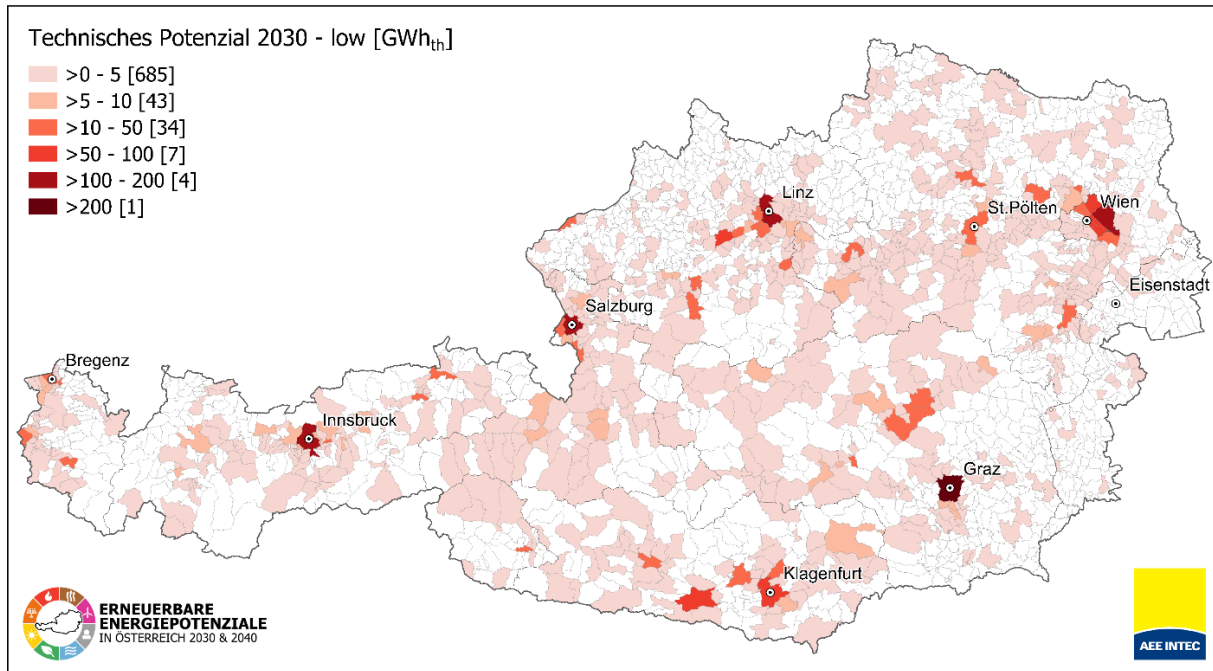 Technisches Potenzial 2030 - low [GWhth]
>0 - 5 [685]
>5 - 10 [43]
>10 - 50 [34]
>50 - 100 [7]
>100 - 200 [4]
>200 [1]
Linz
St.Pölten
Wien
Eisenstadt
Salzburg
Bregenz
Innsbruck
Graz
Klagenfurt
ERNEUERBARE
ENERGIEPOTENZIALE
IN ÖSTERREICH 2030 & 2040
AEE INTEC